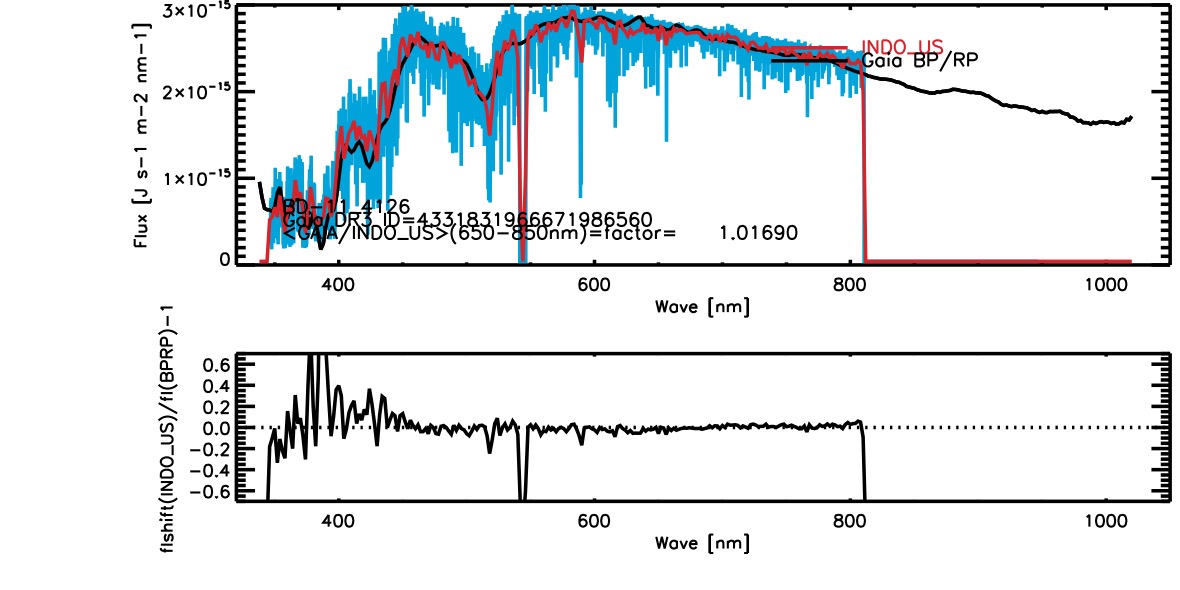 3×10−15
2×10−15
1×10−15
0
Flux [J s−1 m−2 nm−1]
INDO_US
Gaia BP/RP
BD−11 4126
Gaia DR3 ID=4331831966671986560
<GAIA/INDO_US>(650−850nm)=factor= 1.01690
400 600 800 1000
Wave [nm]
flshift(INDO_US)/fl(BPRP)−1
0.6
0.4
0.2
0.0
−0.2
−0.4
−0.6
400 600 800 1000
Wave [nm]